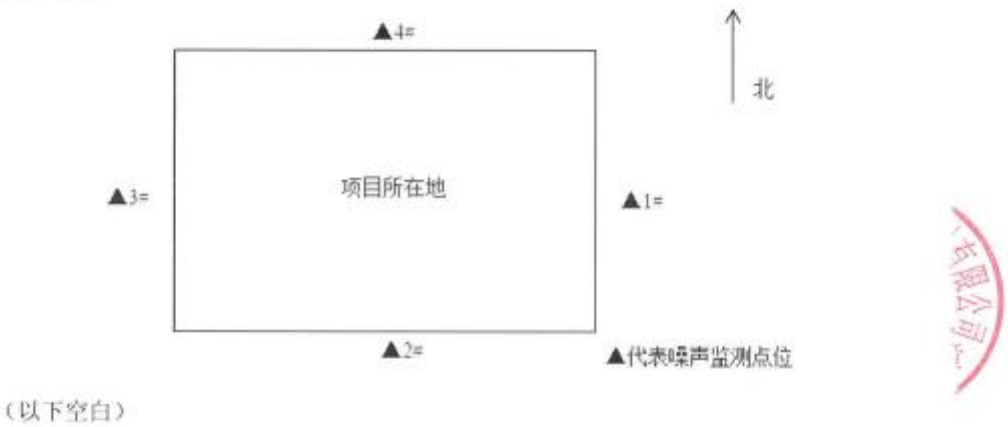 ▲4#
北
▲3#
项目所在地
▲1#
▲2#
▲代表噪声监测点位
有限公司
（以下空白）